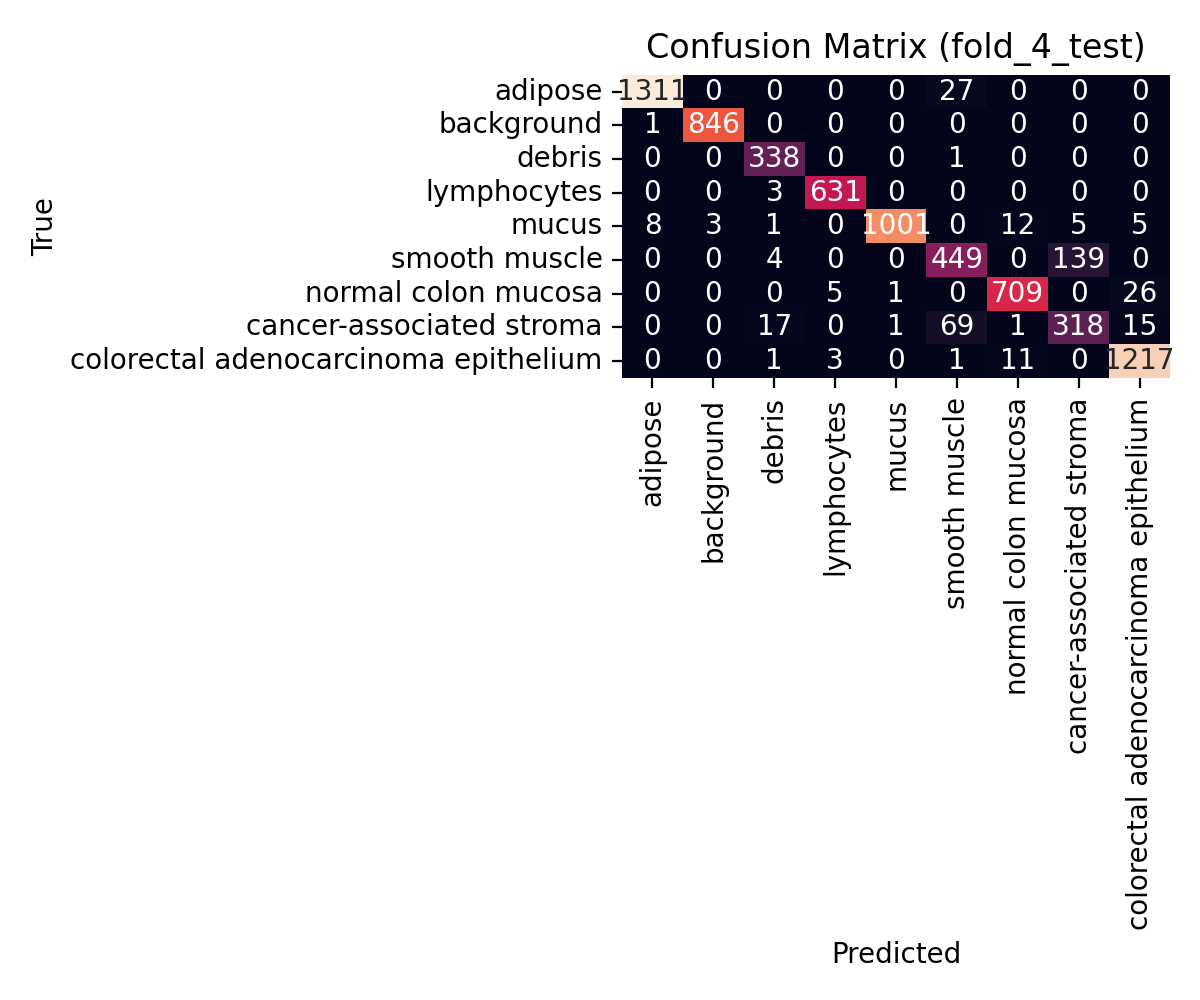 Confusion Matrix (fold_4_test)
True
adipose 1311 0 0 0 0 27 0 0 0
background 1 846 0 0 0 0 0 0 0
debris 0 0 338 0 0 1 0 0 0
lymphocytes 0 0 3 631 0 0 0 0 0
mucus 8 3 1 0 1001 0 12 5 5
smooth muscle 0 0 4 0 0 449 0 139 0
normal colon mucosa 0 0 0 5 1 0 709 0 26
cancer-associated stroma 0 0 17 0 1 69 1 318 15
colorectal adenocarcinoma epithelium 0 0 1 3 0 1 11 0 1217
adipose
background
debris
lymphocytes
mucus
smooth muscle
normal colon mucosa
cancer-associated stroma
colorectal adenocarcinoma epithelium
Predicted